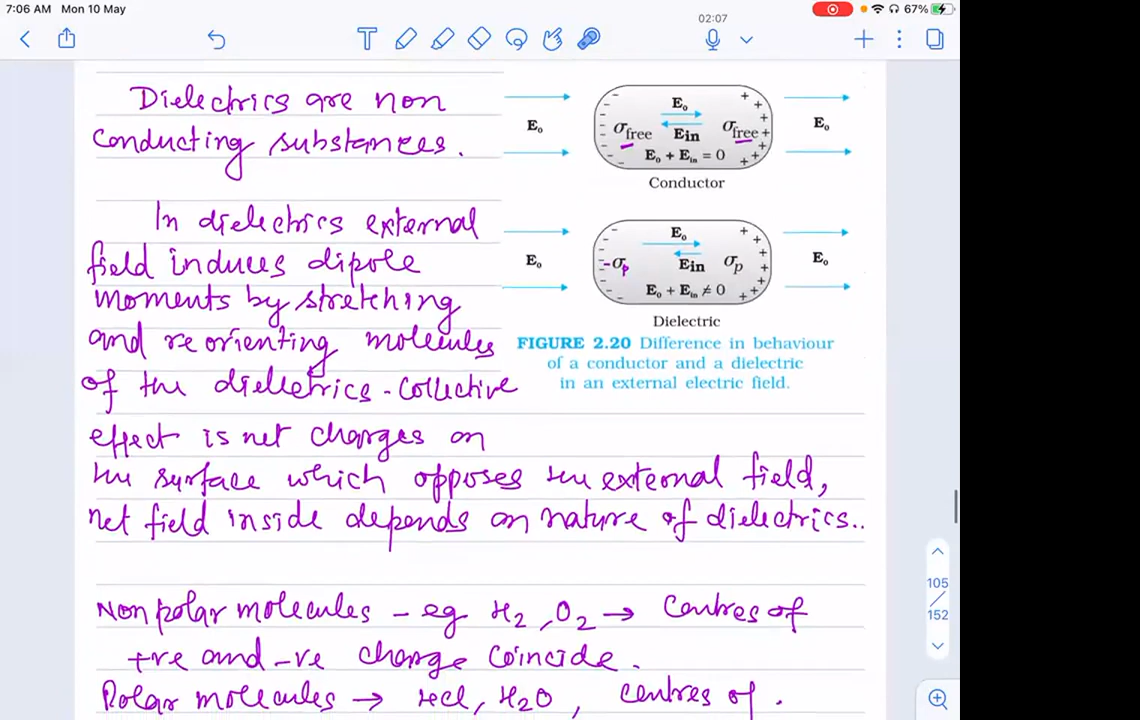 7:06 AM Mon 10 May
67%
02:07
Dielectrics are non
conducting substances.
In dielectrics external
field induces dipole
moments by stretching
and reorienting molecules
of the dielectrics - collective
effect is net charges on
the surface which opposes the external field,
net field inside depends on nature of dielectrics..
Non polar molecules - eg H₂, O₂ → Centres of
+ve and -ve charge coincide.
Polar molecules → HCl, H₂O, centres of.
E₀
E₀
σfree Ein σfree
E₀ + Eᵢₙ = 0
E₀
Conductor
E₀
E₀
-σp Ein σp
E₀ + Eᵢₙ ≠ 0
E₀
Dielectric
FIGURE 2.20 Difference in behaviour
of a conductor and a dielectric
in an external electric field.
105
152